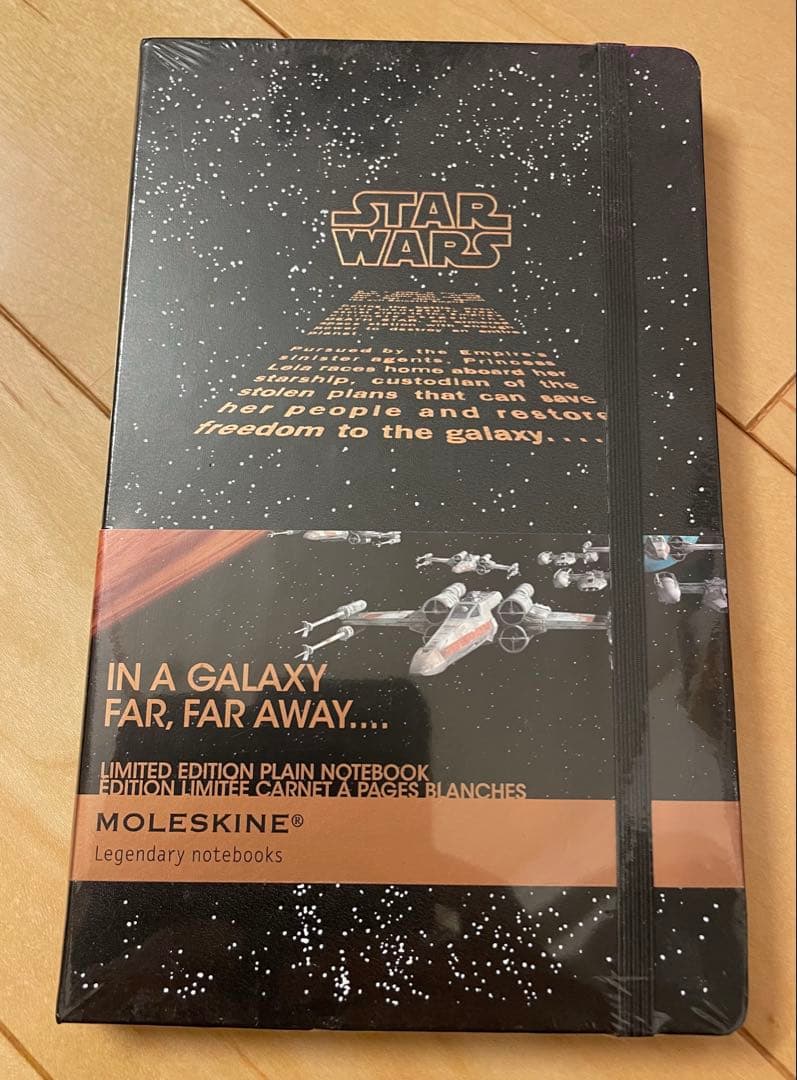 STAR
WARS
Pursued by the Empire's
sinister agents, Princess
Leia races home aboard her
starship, custodian of the
stolen plans that can save
her people and restore
freedom to the galaxy....
IN A GALAXY
FAR, FAR AWAY....
LIMITED EDITION PLAIN NOTEBOOK
ÉDITION LIMITÉE CARNET À PAGES BLANCHES
MOLESKINE®
Legendary notebooks